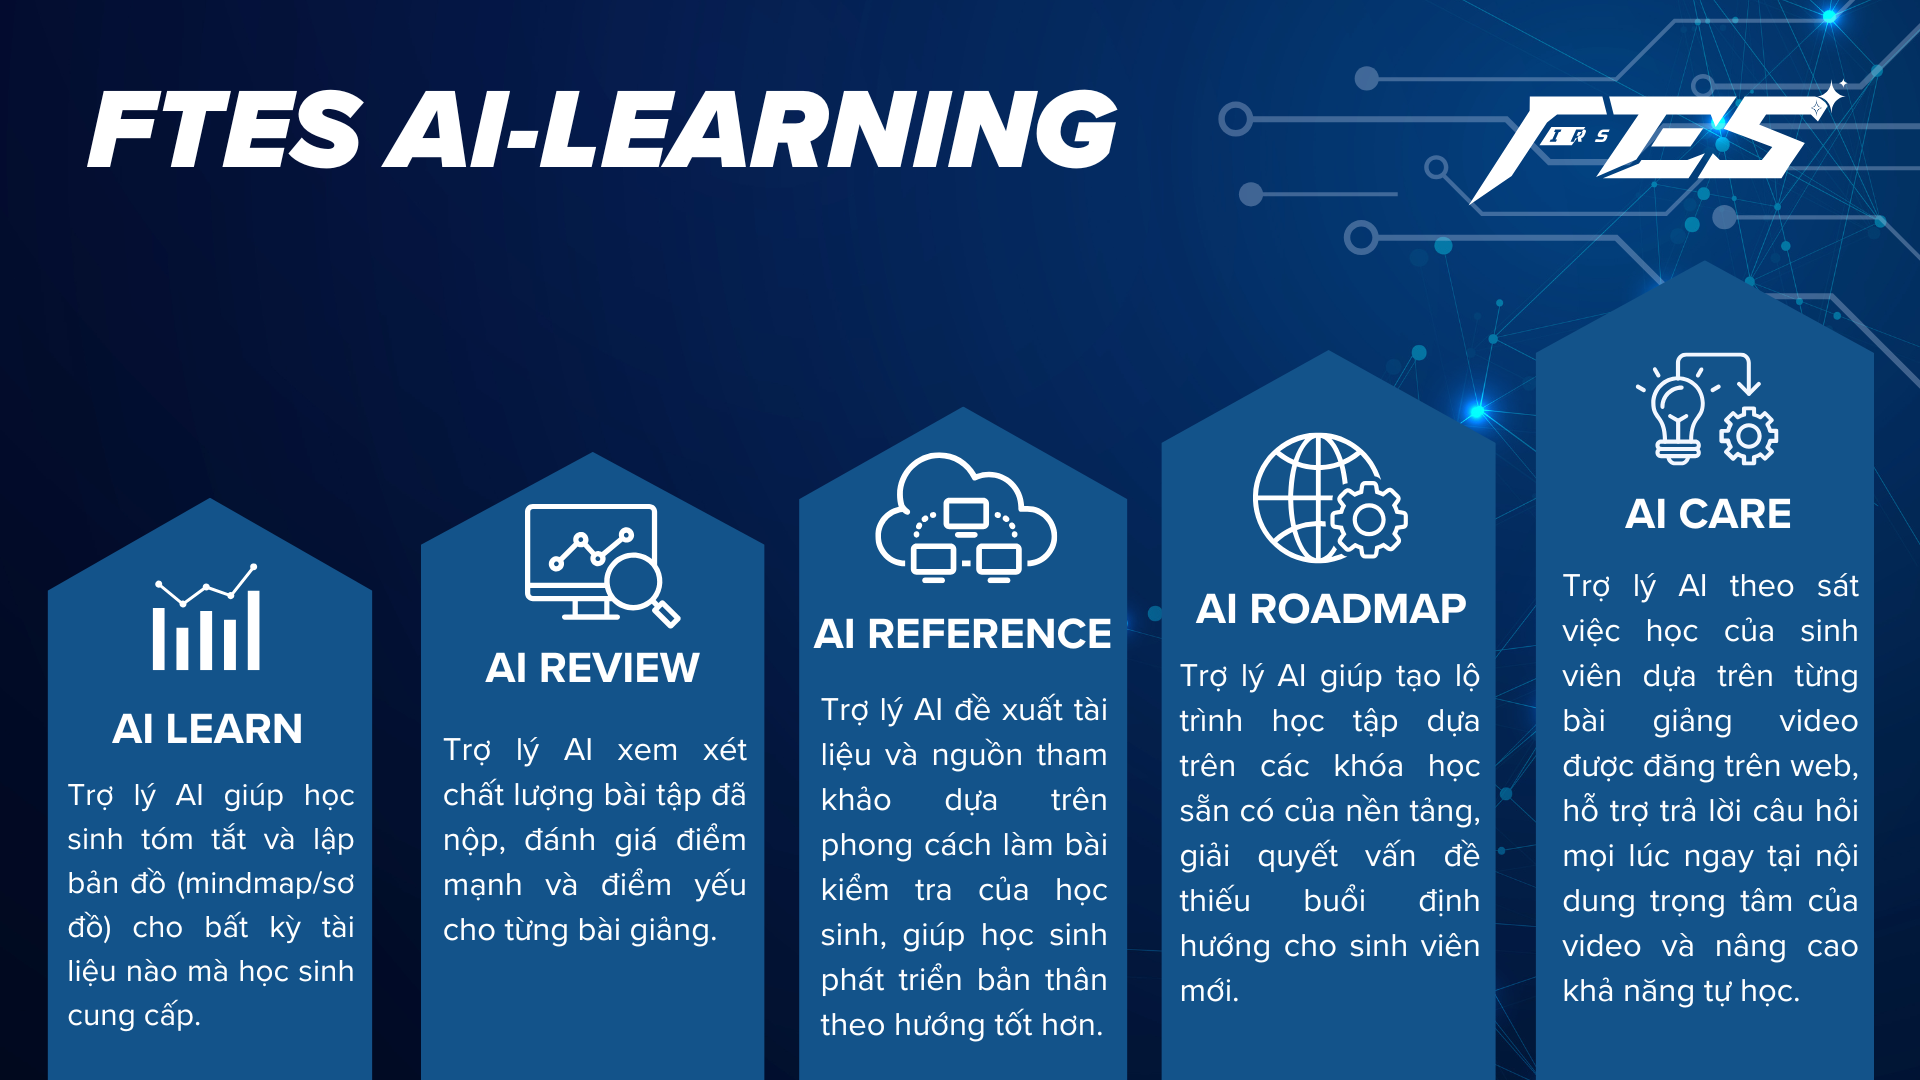 FTES AI-LEARNING
FTES
IRS
AI LEARN
Trợ lý AI giúp học
sinh tóm tắt và lập
bản đồ (mindmap/sơ
đồ) cho bất kỳ tài
liệu nào mà học sinh
cung cấp.
AI REVIEW
Trợ lý AI xem xét
chất lượng bài tập đã
nộp, đánh giá điểm
mạnh và điểm yếu
cho từng bài giảng.
AI REFERENCE
Trợ lý AI đề xuất tài
liệu và nguồn tham
khảo dựa trên
phong cách làm bài
kiểm tra của học
sinh, giúp học sinh
phát triển bản thân
theo hướng tốt hơn.
AI ROADMAP
Trợ lý AI giúp tạo lộ
trình học tập dựa
trên các khóa học
sẵn có của nền tảng,
giải quyết vấn đề
thiếu buổi định
hướng cho sinh viên
mới.
AI CARE
Trợ lý AI theo sát
việc học của sinh
viên dựa trên từng
bài giảng video
được đăng trên web,
hỗ trợ trả lời câu hỏi
mọi lúc ngay tại nội
dung trọng tâm của
video và nâng cao
khả năng tự học.